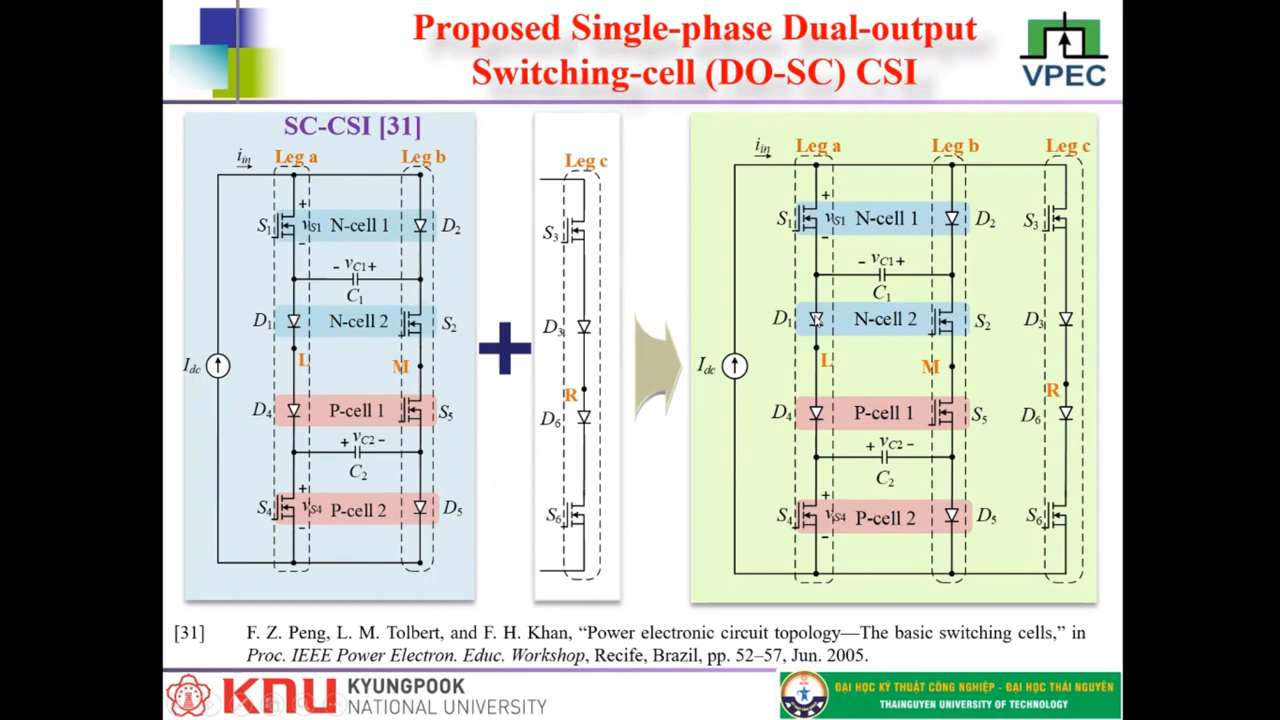 Proposed Single-phase Dual-output
Switching-cell (DO-SC) CSI
VPEC
SC-CSI [31]
iin
Leg a
Leg b
S1
+
vS1
-
N-cell 1
D2
- vC1 +
C1
D1
N-cell 2
S2
L
M
Idc
D4
P-cell 1
S5
+ vC2 -
C2
S4
+
vS4
-
P-cell 2
D5
Leg c
S3
D3
R
D6
S6
iin
Leg a
Leg b
Leg c
S1
+
vS1
-
N-cell 1
D2
S3
- vC1 +
C1
D1
N-cell 2
S2
D3
L
M
Idc
R
D4
P-cell 1
S5
D6
+ vC2 -
C2
S4
+
vS4
-
P-cell 2
D5
S6
[31] F. Z. Peng, L. M. Tolbert, and F. H. Khan, “Power electronic circuit topology—The basic switching cells,” in
Proc. IEEE Power Electron. Educ. Workshop, Recife, Brazil, pp. 52–57, Jun. 2005.
KNU KYUNGPOOK
NATIONAL UNIVERSITY
ĐẠI HỌC KỸ THUẬT CÔNG NGHIỆP - ĐẠI HỌC THÁI NGUYÊN
THAINGUYEN UNIVERSITY OF TECHNOLOGY